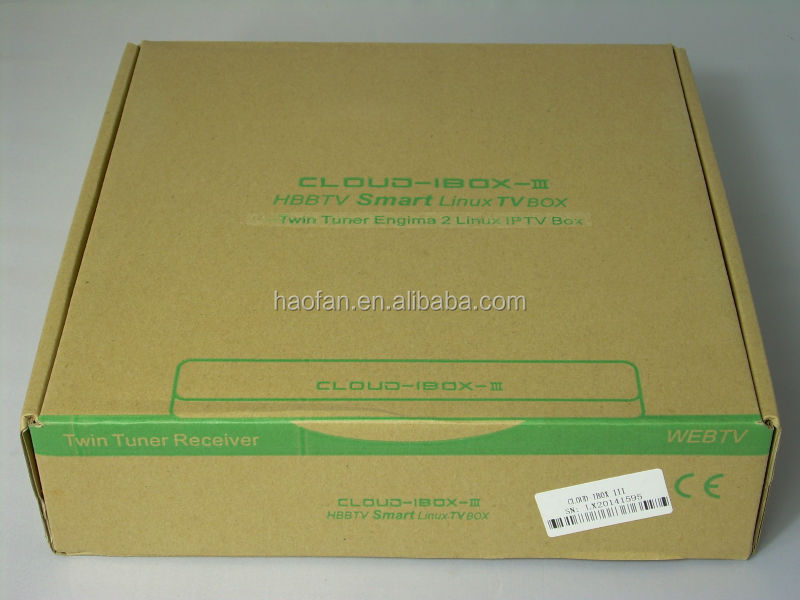 CLOUD-IBOX-III
HBBTV Smart Linux TV BOX
Twin Tuner Engima 2 Linux IPTV Box
haofan.en.alibaba.com
CLOUD-IBOX-III
Twin Tuner Receiver
WEBTV
CLOUD-IBOX-III
HBBTV Smart Linux TV BOX
CLOUD IBOX III
SN: LX20141595
CE